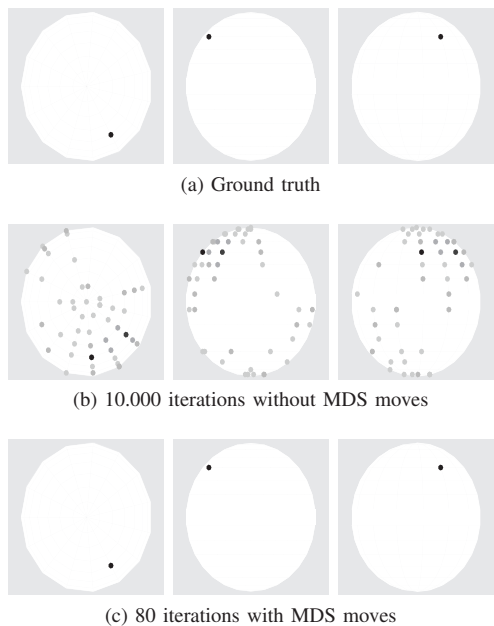 (a) Ground truth
(b) 10.000 iterations without MDS moves
(c) 80 iterations with MDS moves